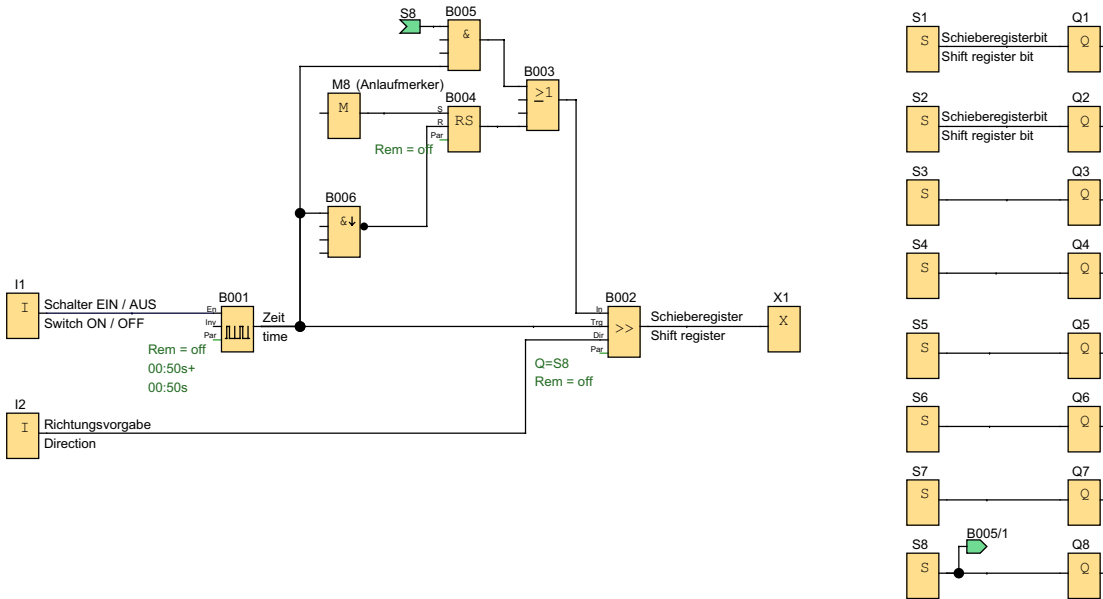 S8
B005
&
M8 (Anlaufmerker)
M
B004
S
R
Par
RS
Rem = off
B003
>1
B006
&↓
I1
I
Schalter EIN / AUS
Switch ON / OFF
B001
En
Inv
Par
Zeit
time
Rem = off
00:50s+
00:50s
I2
I
Richtungsvorgabe
Direction
B002
In
Trg
Dir
Par
>>
Q=S8
Rem = off
Schieberegister
Shift register
X1
X
S1
S
Schieberegisterbit
Shift register bit
Q1
Q
S2
S
Schieberegisterbit
Shift register bit
Q2
Q
S3
S
Q3
Q
S4
S
Q4
Q
S5
S
Q5
Q
S6
S
Q6
Q
S7
S
Q7
Q
S8
S
B005/1
Q8
Q